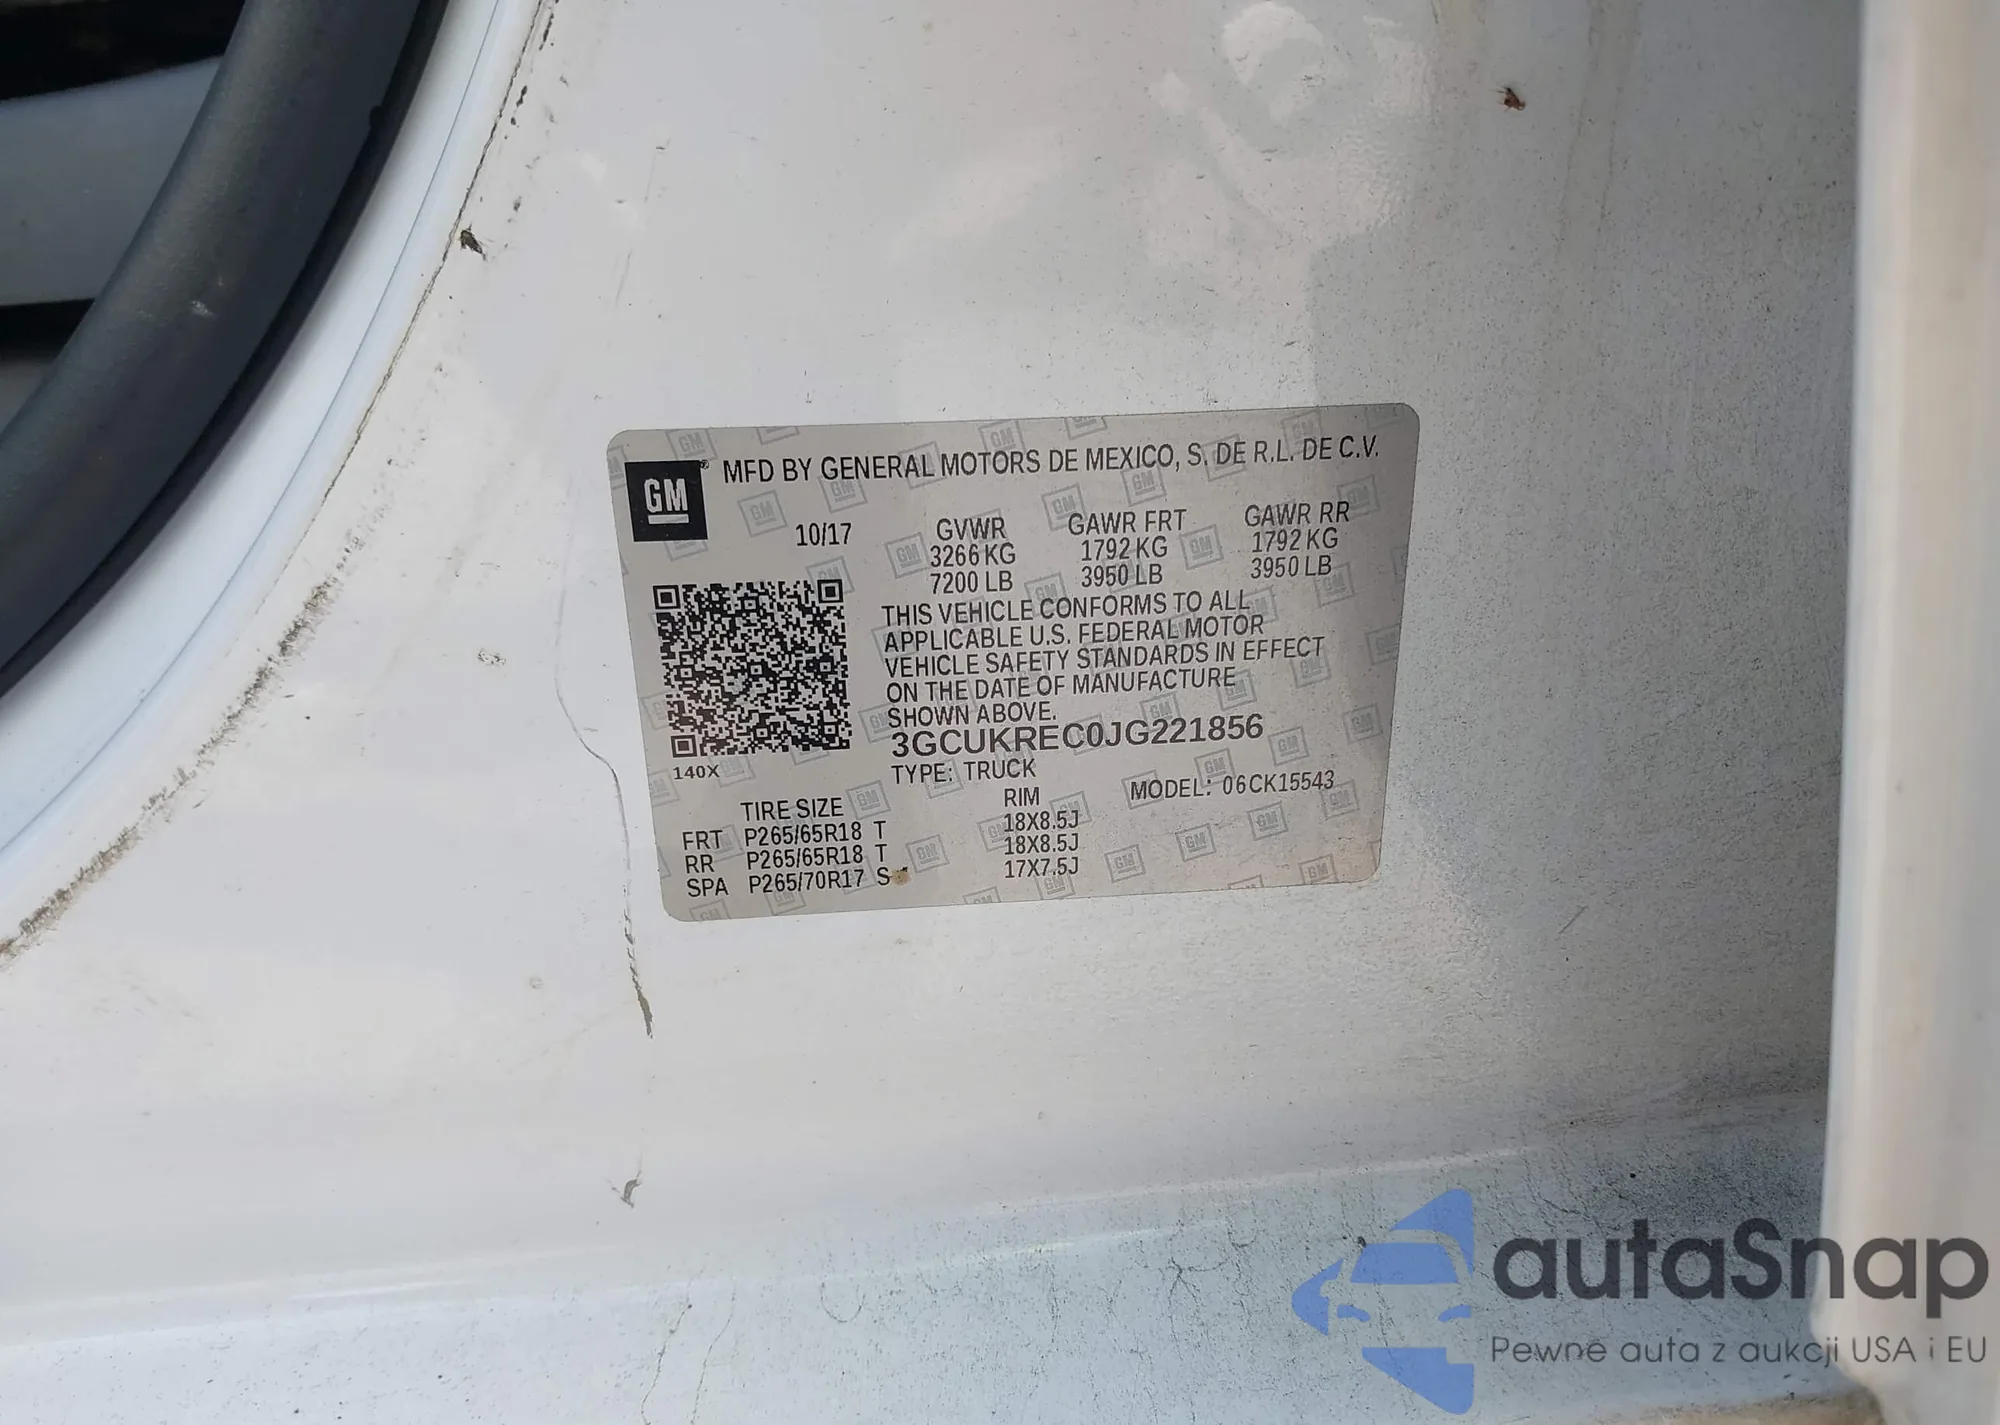 GM
MFD BY GENERAL MOTORS DE MEXICO, S. DE R.L. DE C.V.
10/17 GVWR GAWR FRT GAWR RR
3266 KG 1792 KG 1792 KG
7200 LB 3950 LB 3950 LB
THIS VEHICLE CONFORMS TO ALL
APPLICABLE U.S. FEDERAL MOTOR
VEHICLE SAFETY STANDARDS IN EFFECT
ON THE DATE OF MANUFACTURE
SHOWN ABOVE.
3GCUKREC0JG221856
140X
TYPE: TRUCK MODEL: 06CK15543
TIRE SIZE RIM
FRT P265/65R18 T 18X8.5J
RR P265/65R18 T 18X8.5J
SPA P265/70R17 S 17X7.5J
autaSnap
Pewne auta z aukcji USA i EU